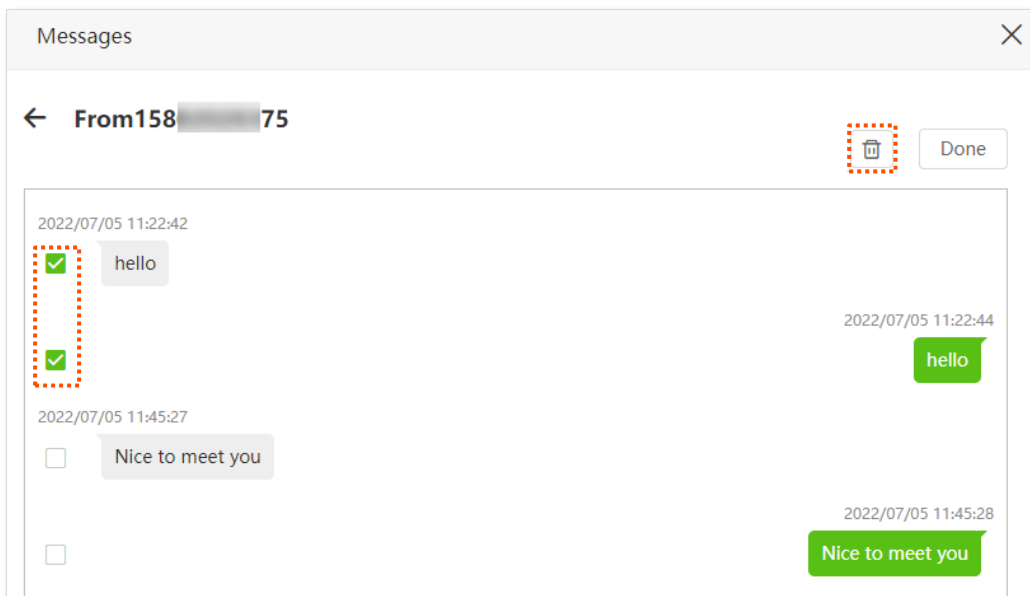 Messages
From158 75
Done
2022/07/05 11:22:42
hello
2022/07/05 11:22:44
hello
2022/07/05 11:45:27
Nice to meet you
2022/07/05 11:45:28
Nice to meet you